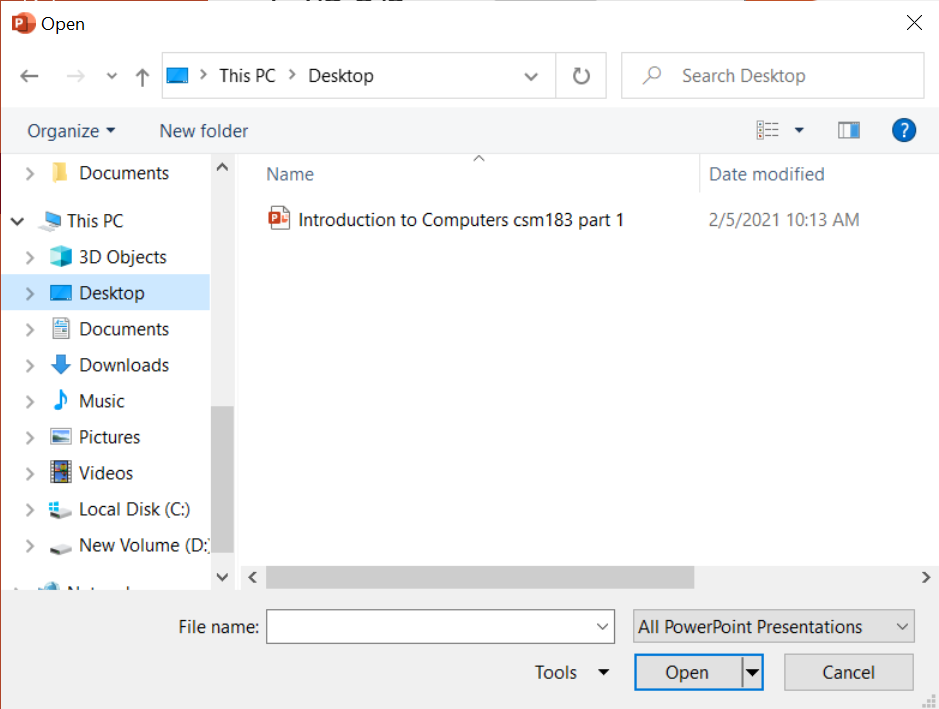 Open
This PC > Desktop
Search Desktop
Organize
New folder
Name
Date modified
Documents
This PC
3D Objects
Desktop
Documents
Downloads
Music
Pictures
Videos
Local Disk (C:)
New Volume (D:)
Introduction to Computers csm183 part 1
2/5/2021 10:13 AM
File name:
All PowerPoint Presentations
Tools
Open
Cancel